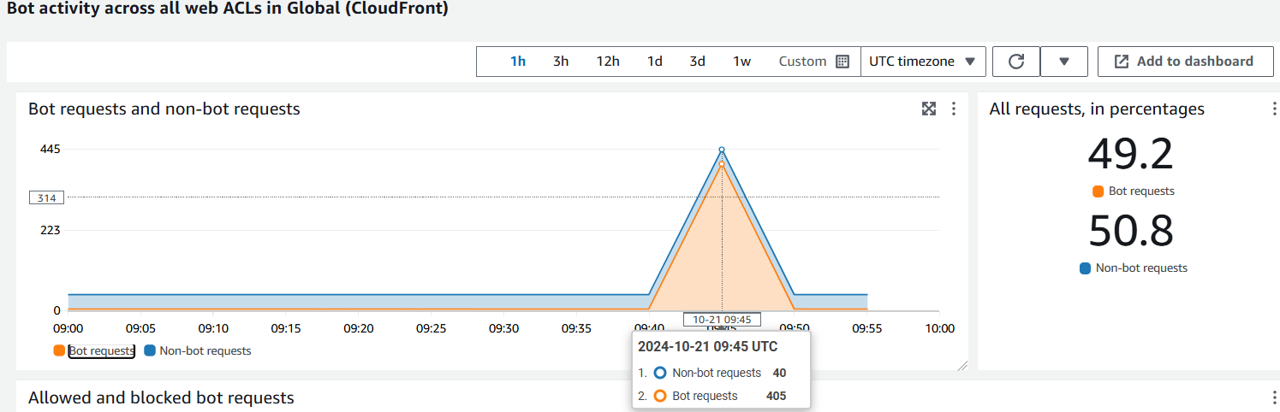 Bot activity across all web ACLs in Global (CloudFront)
1h 3h 12h 1d 3d 1w Custom UTC timezone Add to dashboard
Bot requests and non-bot requests
445
314
223
0
09:00 09:05 09:10 09:15 09:20 09:25 09:30 09:35 09:40 09:45 09:50 09:55 10:00
10-21 09:45
Bot requests Non-bot requests
2024-10-21 09:45 UTC
1. Non-bot requests 40
2. Bot requests 405
All requests, in percentages
49.2
Bot requests
50.8
Non-bot requests
Allowed and blocked bot requests